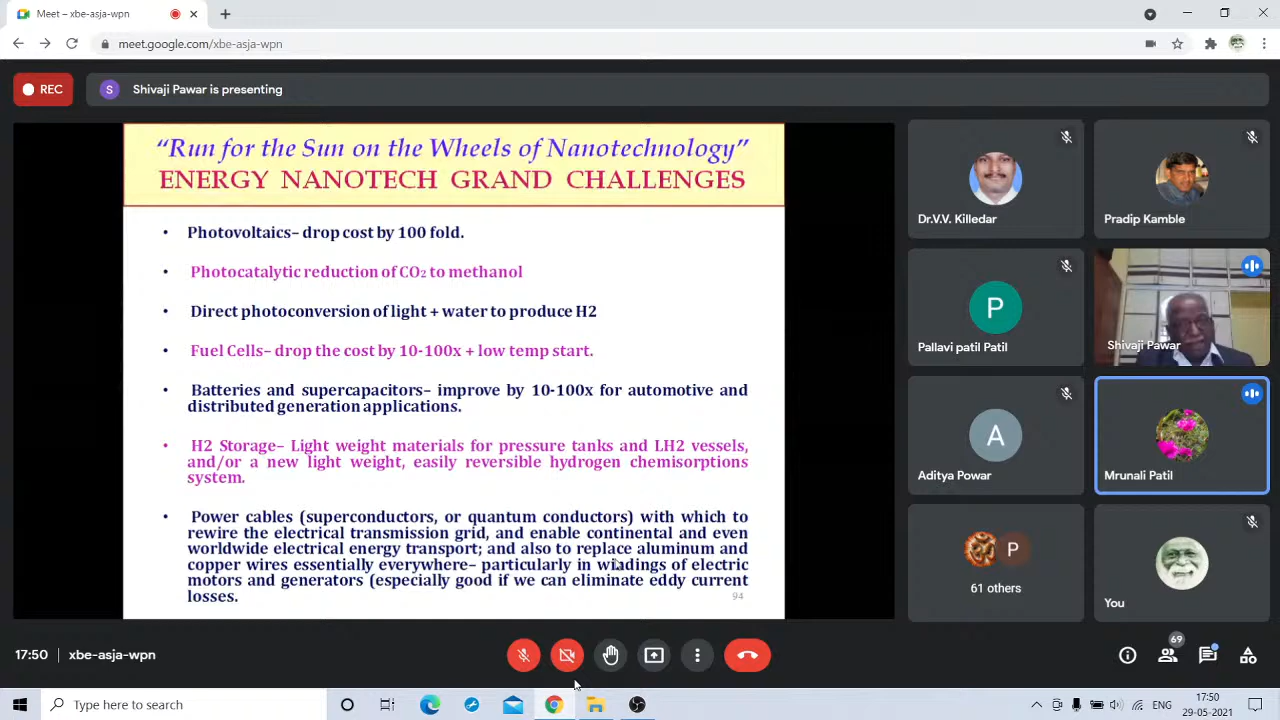 Meet – xbe-asja-wpn
meet.google.com/xbe-asja-wpn
REC
S
Shivaji Pawar is presenting
“Run for the Sun on the Wheels of Nanotechnology”
ENERGY NANOTECH GRAND CHALLENGES
• Photovoltaics– drop cost by 100 fold.
• Photocatalytic reduction of CO2 to methanol
• Direct photoconversion of light + water to produce H2
• Fuel Cells– drop the cost by 10-100x + low temp start.
• Batteries and supercapacitors– improve by 10-100x for automotive and
distributed generation applications.
• H2 Storage– Light weight materials for pressure tanks and LH2 vessels,
and/or a new light weight, easily reversible hydrogen chemisorptions
system.
• Power cables (superconductors, or quantum conductors) with which to
rewire the electrical transmission grid, and enable continental and even
worldwide electrical energy transport; and also to replace aluminum and
copper wires essentially everywhere– particularly in windings of electric
motors and generators (especially good if we can eliminate eddy current
losses.
94
Dr.V.V. Killedar
Pradip Kamble
P
Pallavi patil Patil
Shivaji Pawar
A
Aditya Powar
Mrunali Patil
P
61 others
You
17:50 | xbe-asja-wpn
69
Type here to search
ENG
17:50
29-05-2021